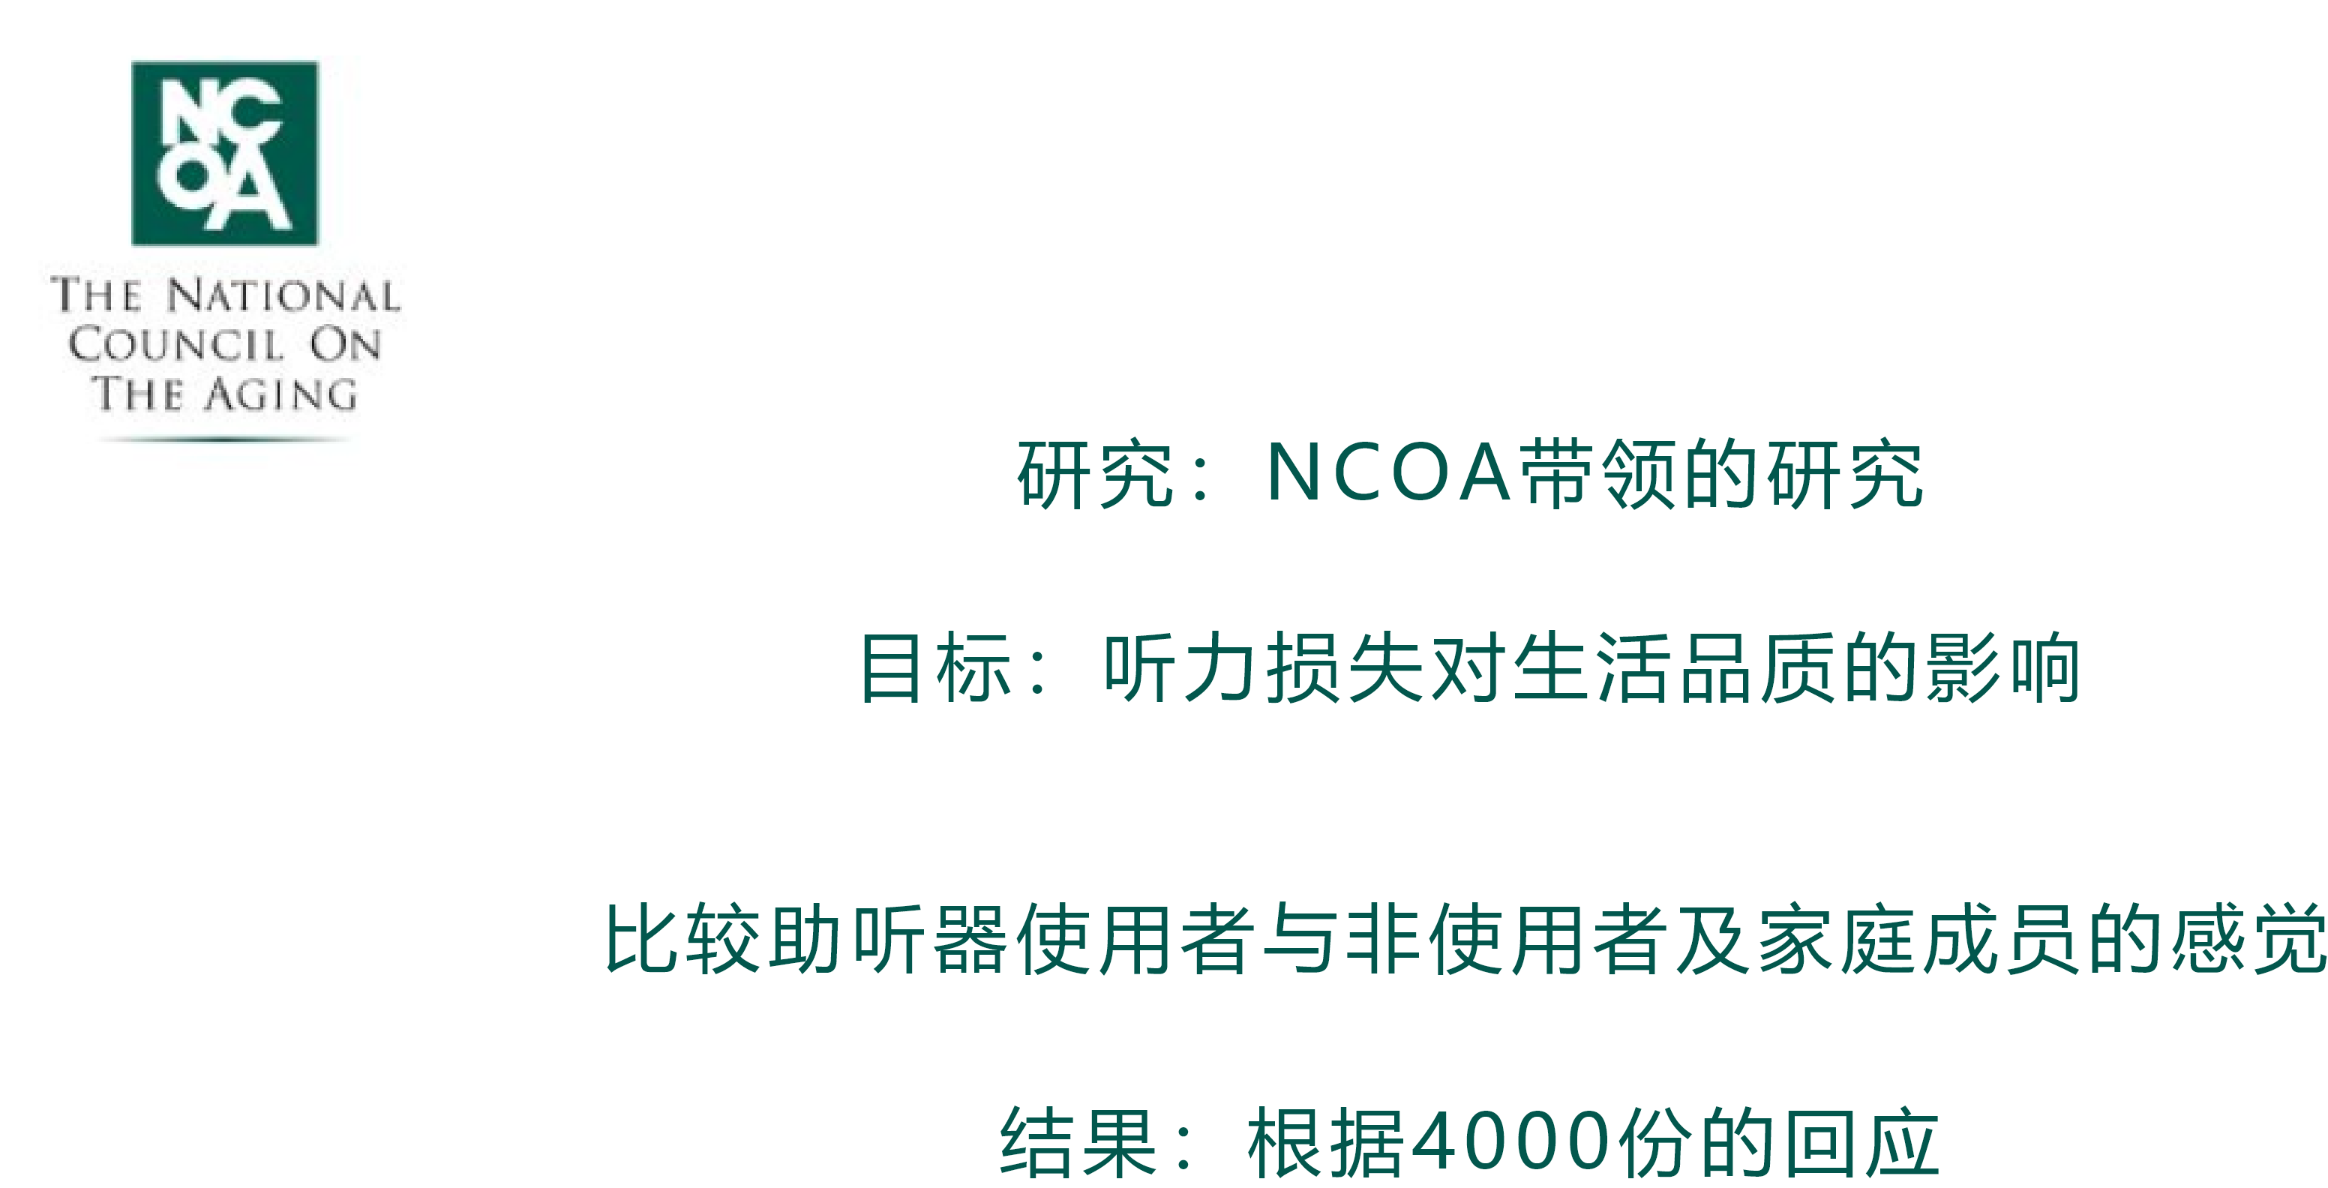 NC
OA
THE NATIONAL
COUNCIL ON
THE AGING
研究：NCOA带领的研究
目标：听力损失对生活品质的影响
比较助听器使用者与非使用者及家庭成员的感觉
结果：根据4000份的回应